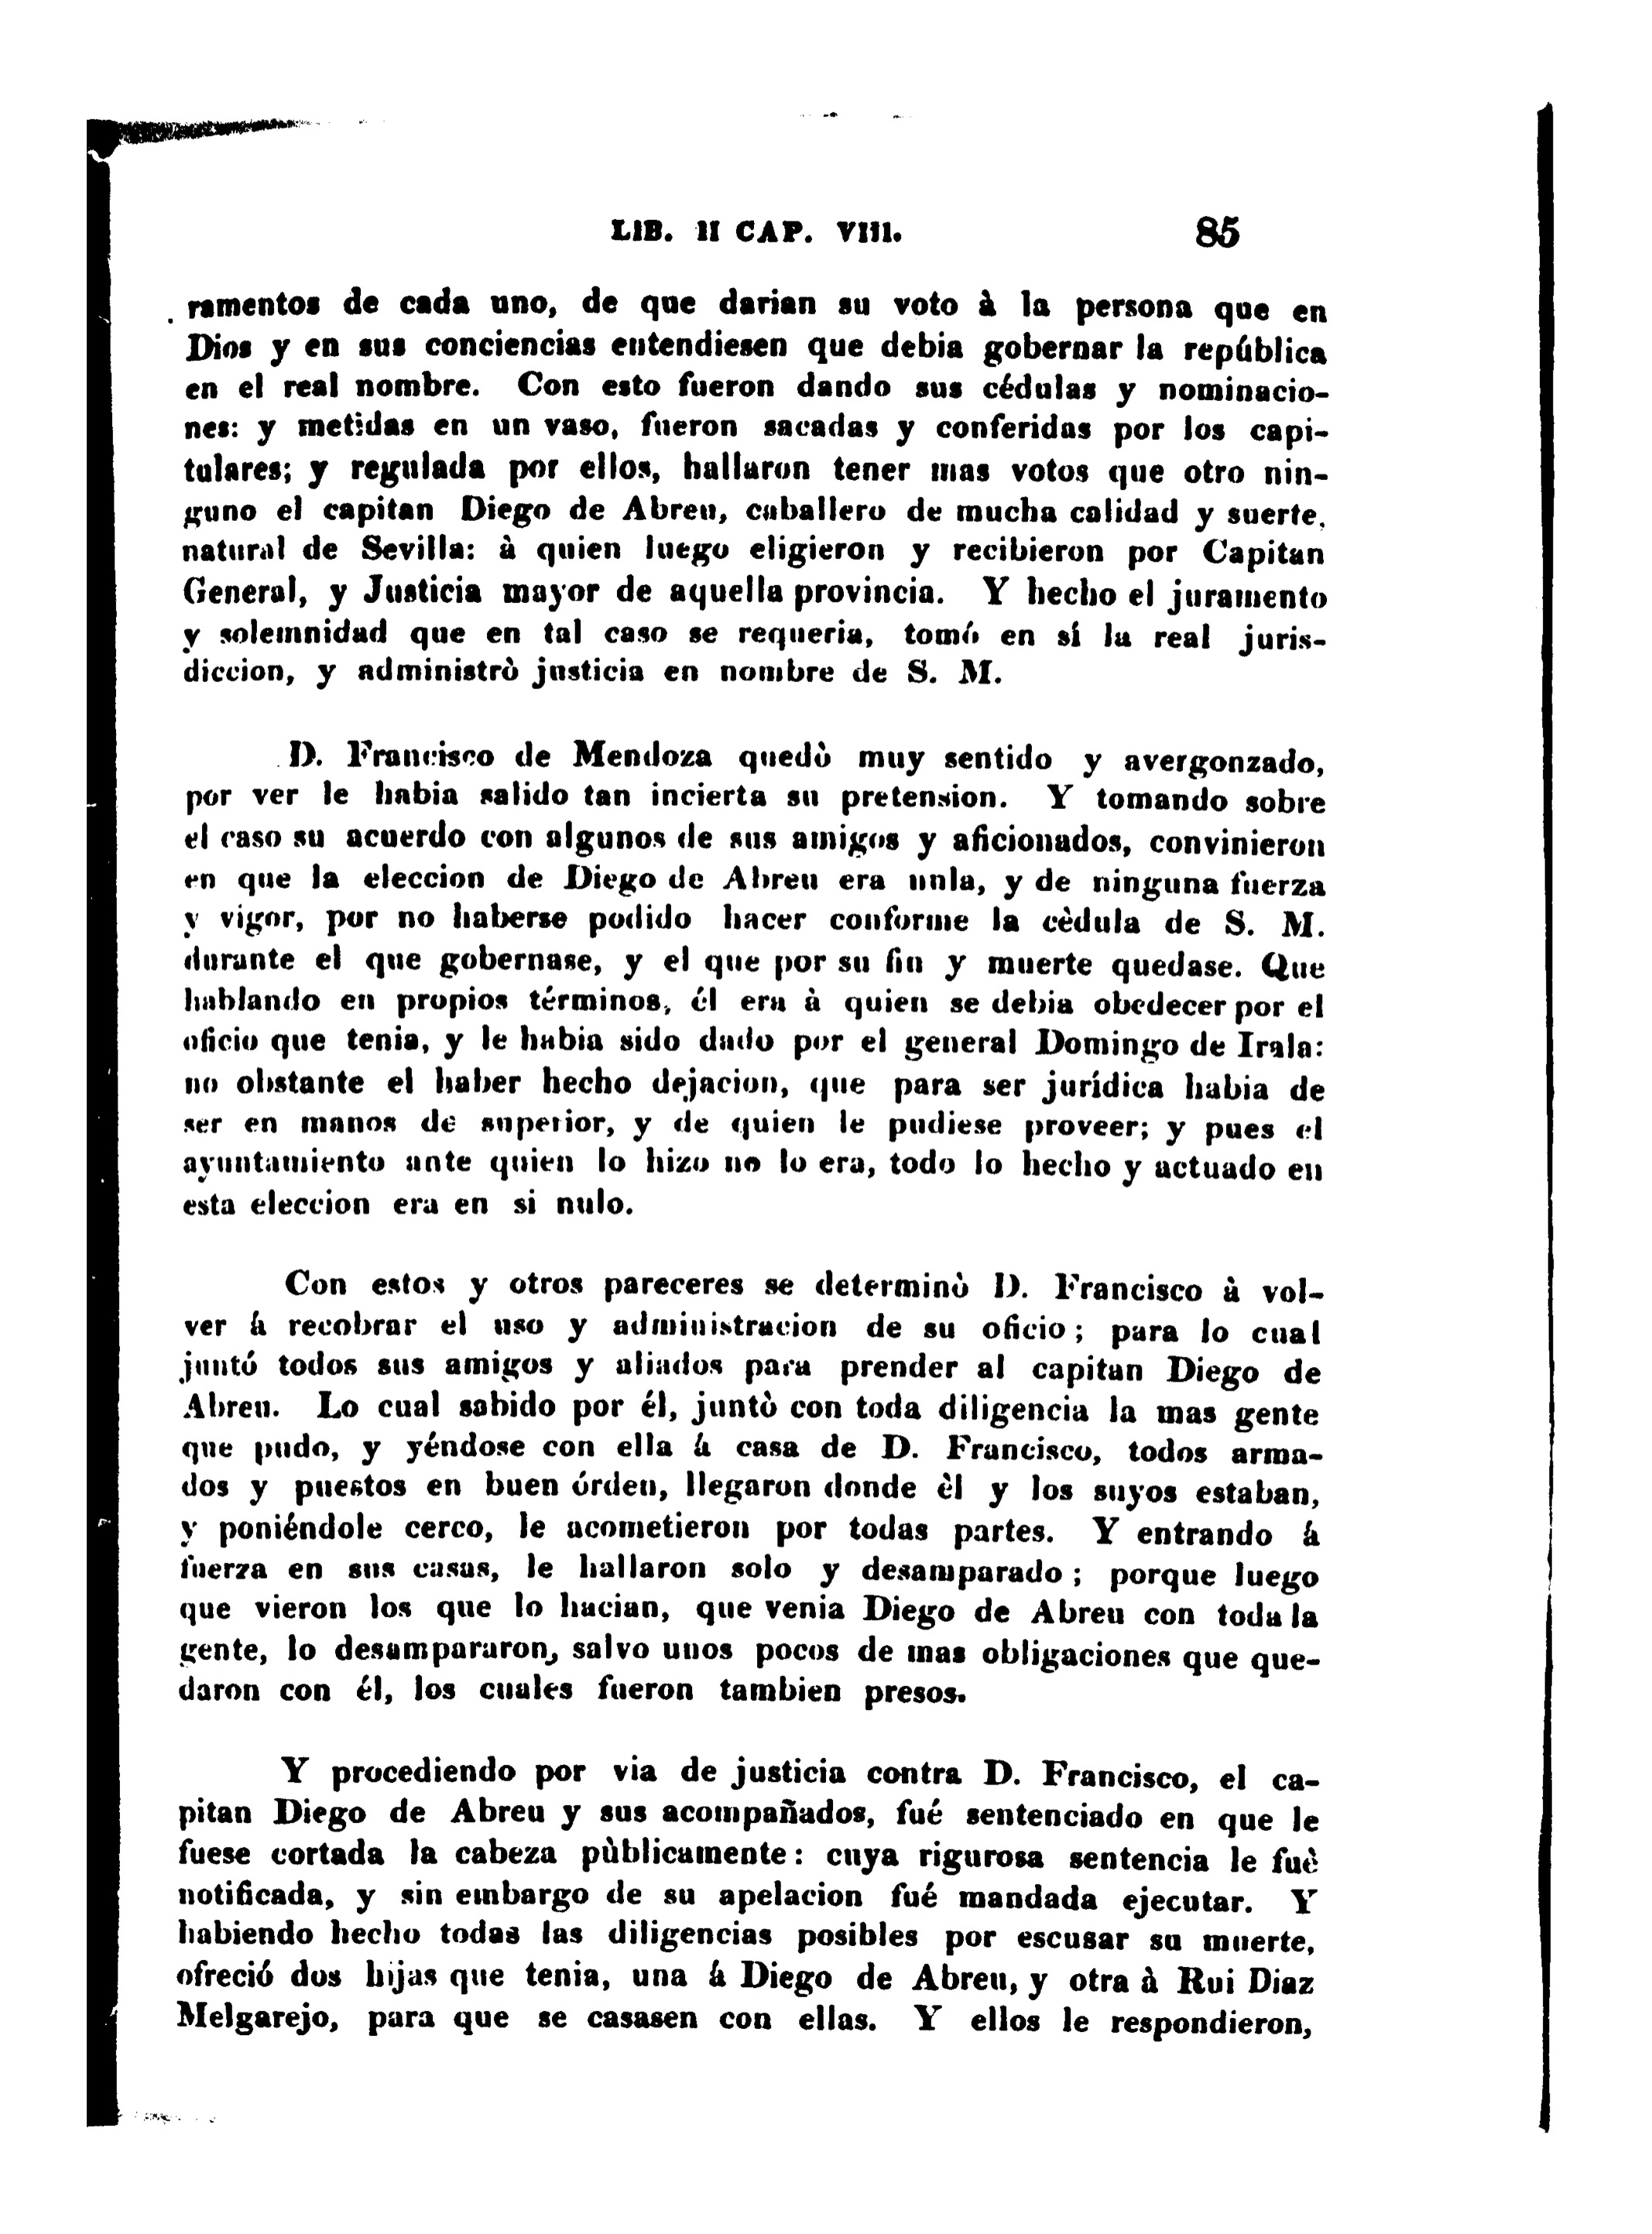 LIB. II CAP. VIII. 85
ramentos de cada uno, de que darian su voto à la persona que en
Dios y en sus conciencias entendiesen que debia gobernar la república
en el real nombre. Con esto fueron dando sus cédulas y nominacio-
nes: y metidas en un vaso, fueron sacadas y conferidas por los capi-
tulares; y regulada por ellos, hallaron tener mas votos que otro nin-
guno el capitan Diego de Abreu, caballero de mucha calidad y suerte,
natural de Sevilla: à quien luego eligieron y recibieron por Capitan
General, y Justicia mayor de aquella provincia. Y hecho el juramento
y solemnidad que en tal caso se requeria, tomó en sí la real juris-
diccion, y administrò justicia en nombre de S. M.
D. Francisco de Mendoza quedò muy sentido y avergonzado,
por ver le habia salido tan incierta su pretension. Y tomando sobre
el caso su acuerdo con algunos de sus amigos y aficionados, convinieron
en que la eleccion de Diego de Abreu era nula, y de ninguna fuerza
y vigor, por no haberse podido hacer conforme la cèdula de S. M.
durante el que gobernase, y el que por su fin y muerte quedase. Que
hablando en propios términos, él era à quien se debia obedecer por el
oficio que tenia, y le habia sido dado por el general Domingo de Irala:
no obstante el haber hecho dejacion, que para ser jurídica habia de
ser en manos de superior, y de quien le pudiese proveer; y pues el
ayuntamiento ante quien lo hizo no lo era, todo lo hecho y actuado en
esta eleccion era en si nulo.
Con estos y otros pareceres se determinò D. Francisco à vol-
ver á recobrar el uso y administracion de su oficio; para lo cual
juntó todos sus amigos y aliados para prender al capitan Diego de
Abreu. Lo cual sabido por él, juntò con toda diligencia la mas gente
que pudo, y yéndose con ella á casa de D. Francisco, todos arma-
dos y puestos en buen órden, llegaron donde èl y los suyos estaban,
y poniéndole cerco, le acometieron por todas partes. Y entrando á
fuerza en sus casas, le hallaron solo y desamparado; porque luego
que vieron los que lo hacian, que venia Diego de Abreu con toda la
gente, lo desampararon, salvo unos pocos de mas obligaciones que que-
daron con él, los cuales fueron tambien presos.
Y procediendo por via de justicia contra D. Francisco, el ca-
pitan Diego de Abreu y sus acompañados, fué sentenciado en que le
fuese cortada la cabeza pùblicamente: cuya rigurosa sentencia le fuè
notificada, y sin embargo de su apelacion fué mandada ejecutar. Y
habiendo hecho todas las diligencias posibles por escusar su muerte,
ofreció dos hijas que tenia, una á Diego de Abreu, y otra à Rui Diaz
Melgarejo, para que se casasen con ellas. Y ellos le respondieron,